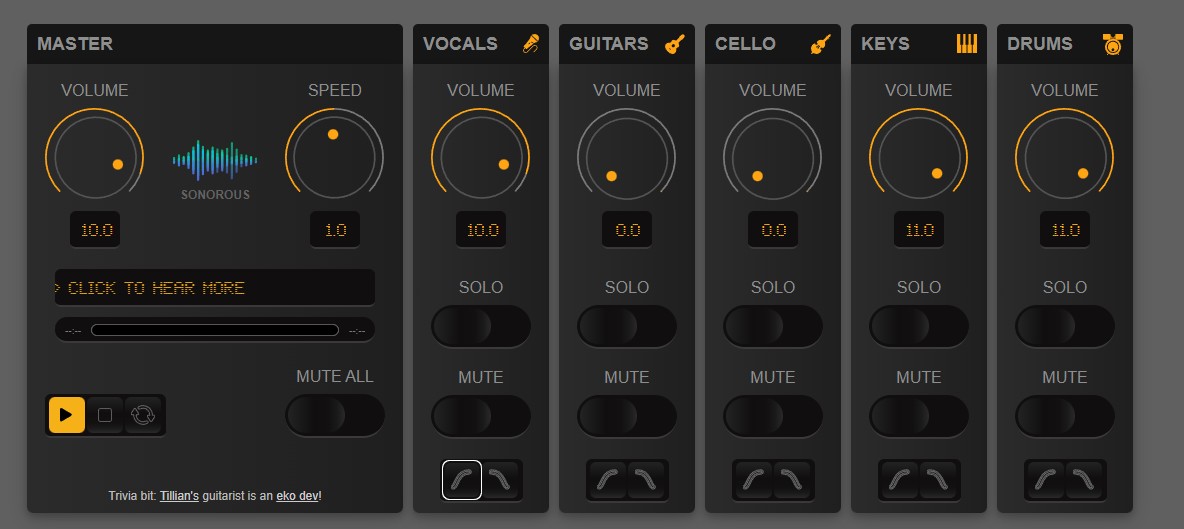 MASTER
VOCALS
GUITARS
CELLO
KEYS
DRUMS
VOLUME
SPEED
VOLUME
VOLUME
VOLUME
VOLUME
VOLUME
SONOROUS
10.0
1.0
10.0
0.0
0.0
11.0
11.0
> CLICK TO HEAR MORE
SOLO
SOLO
SOLO
SOLO
SOLO
--:--
--:--
MUTE ALL
MUTE
MUTE
MUTE
MUTE
MUTE
Trivia bit: Tillian's guitarist is an eko dev!